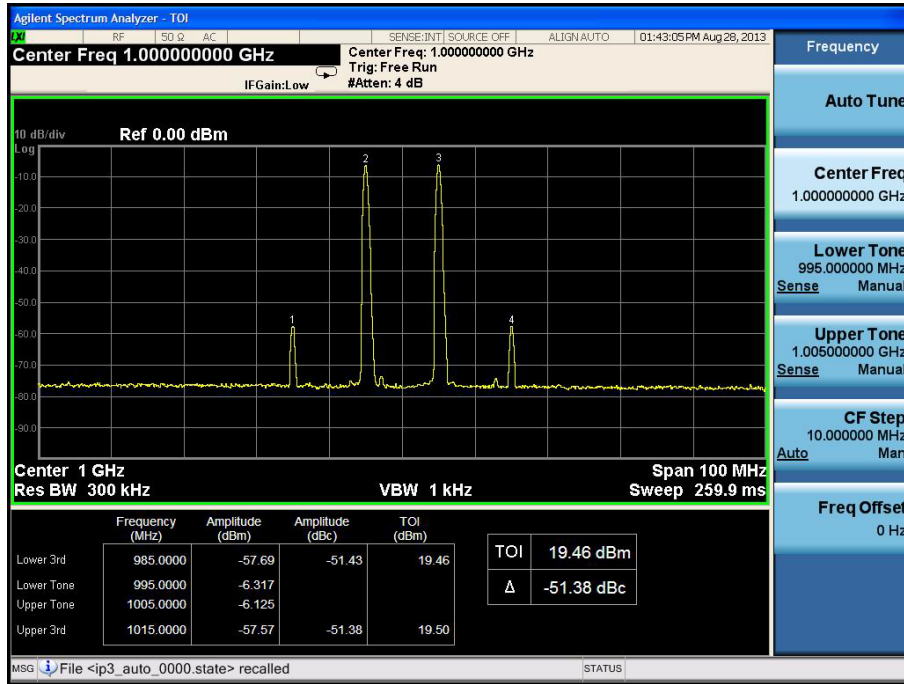 Agilent Spectrum Analyzer - TOI
LXI RF 50 Ω AC SENSE:INT SOURCE OFF ALIGN AUTO 01:43:05 PM Aug 28, 2013
Center Freq 1.000000000 GHz
Center Freq: 1.000000000 GHz
Trig: Free Run
IFGain:Low #Atten: 4 dB
10 dB/div Ref 0.00 dBm
Log
-10.0
-20.0
-30.0
-40.0
-50.0
-60.0
-70.0
-80.0
-90.0
1
2
3
4
Center 1 GHz Span 100 MHz
Res BW 300 kHz VBW 1 kHz Sweep 259.9 ms
Frequency (MHz) Amplitude (dBm) Amplitude (dBc) TOI (dBm)
Lower 3rd 985.0000 -57.69 -51.43 19.46
Lower Tone 995.0000 -6.317
Upper Tone 1005.0000 -6.125
Upper 3rd 1015.0000 -57.57 -51.38 19.50
TOI 19.46 dBm
Δ -51.38 dBc
MSG File <ip3_auto_0000.state> recalled STATUS
Frequency
Auto Tune
Center Freq
1.000000000 GHz
Lower Tone
995.000000 MHz
Sense Manual
Upper Tone
1.005000000 GHz
Sense Manual
CF Step
10.000000 MHz
Auto Man
Freq Offset
0 Hz